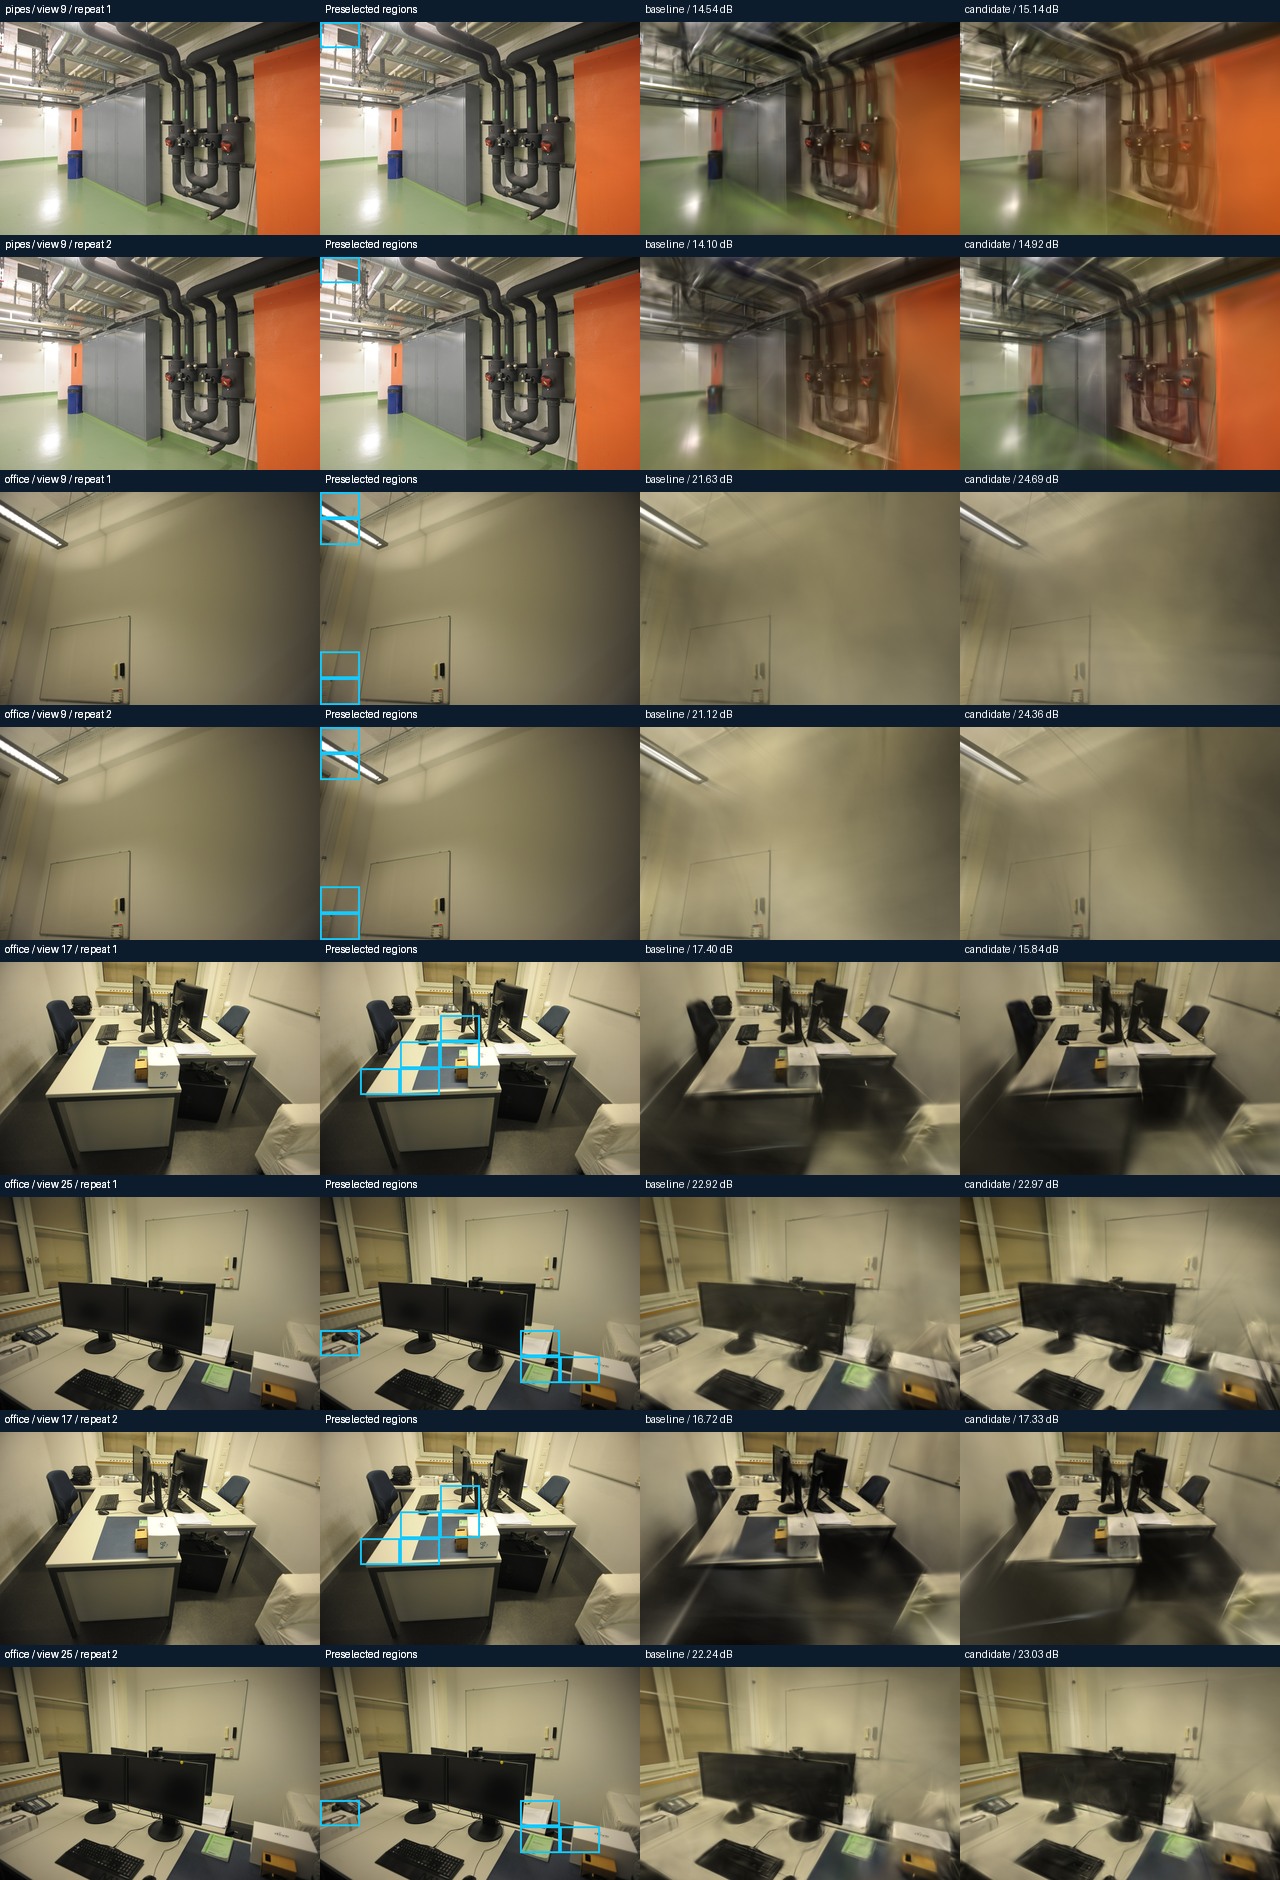 pipes / view 9 / repeat 1 Preselected regions baseline / 14.54 dB candidate / 15.14 dB
pipes / view 9 / repeat 2 Preselected regions baseline / 14.10 dB candidate / 14.92 dB
office / view 9 / repeat 1 Preselected regions baseline / 21.63 dB candidate / 24.69 dB
office / view 9 / repeat 2 Preselected regions baseline / 21.12 dB candidate / 24.36 dB
office / view 17 / repeat 1 Preselected regions baseline / 17.40 dB candidate / 15.84 dB
office / view 25 / repeat 1 Preselected regions baseline / 22.92 dB candidate / 22.97 dB
office / view 17 / repeat 2 Preselected regions baseline / 16.72 dB candidate / 17.33 dB
office / view 25 / repeat 2 Preselected regions baseline / 22.24 dB candidate / 23.03 dB